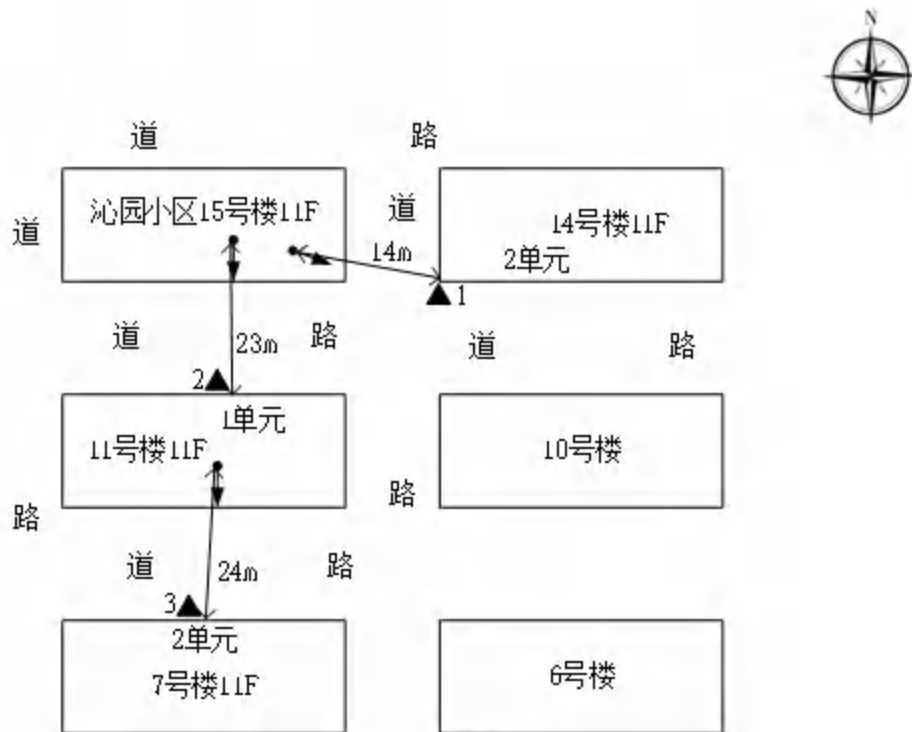 N
道
路
沁园小区15号楼11F
道
14号楼11F
道
14m
2单元
1
道
23m
路
道
路
2
1单元
11号楼11F
10号楼
路
路
道
24m
路
3
2单元
7号楼11F
6号楼